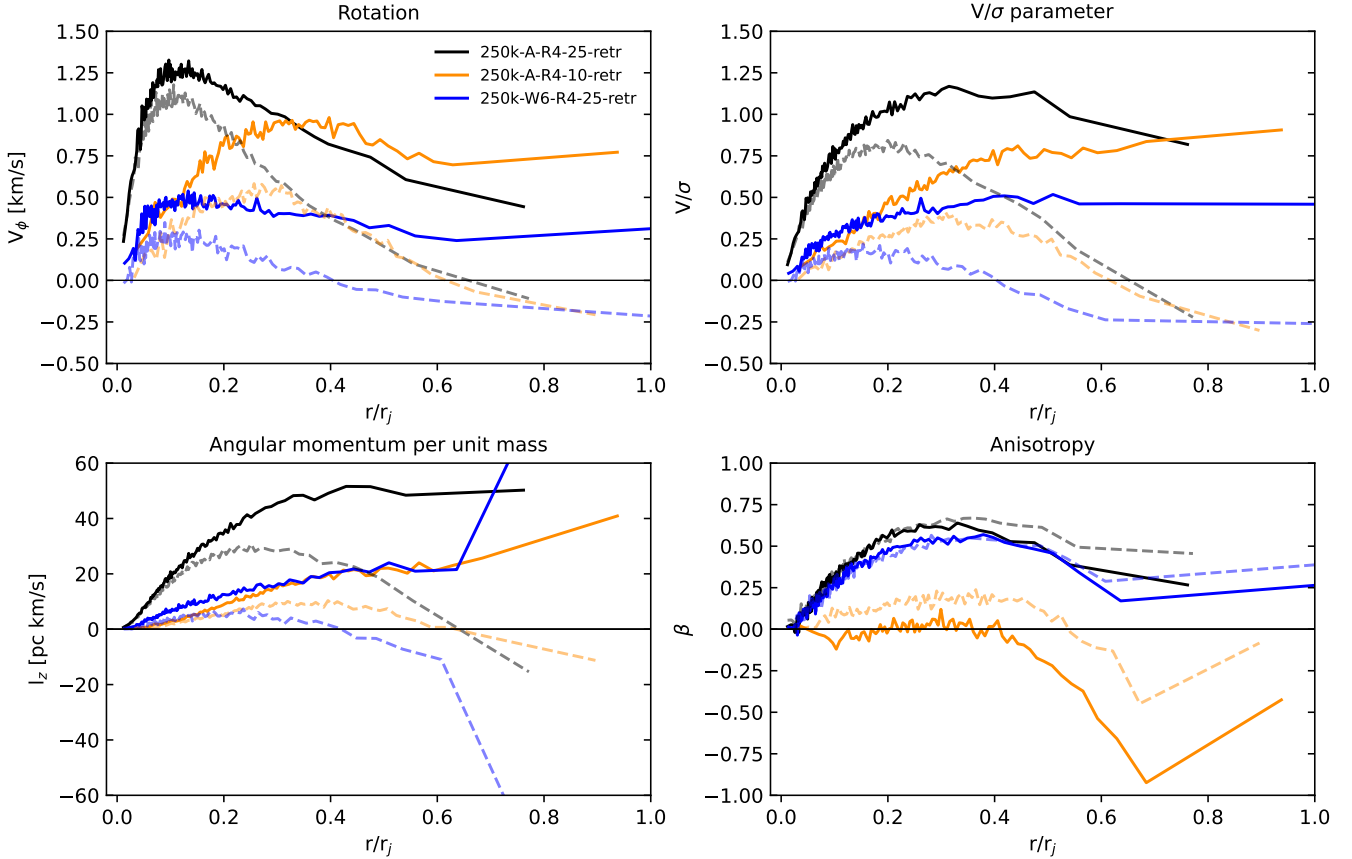 Rotation
1.50
1.25
1.00
0.75
0.50
0.25
0.00
−0.25
−0.50
V_ϕ [km/s]
250k-A-R4-25-retr
250k-A-R4-10-retr
250k-W6-R4-25-retr
0.0 0.2 0.4 0.6 0.8 1.0
r/r_j
V/σ parameter
1.50
1.25
1.00
0.75
0.50
0.25
0.00
−0.25
−0.50
V/σ
0.0 0.2 0.4 0.6 0.8 1.0
r/r_j
Angular momentum per unit mass
60
40
20
0
−20
−40
−60
l_z [pc km/s]
0.0 0.2 0.4 0.6 0.8 1.0
r/r_j
Anisotropy
1.00
0.75
0.50
0.25
0.00
−0.25
−0.50
−0.75
−1.00
β
0.0 0.2 0.4 0.6 0.8 1.0
r/r_j